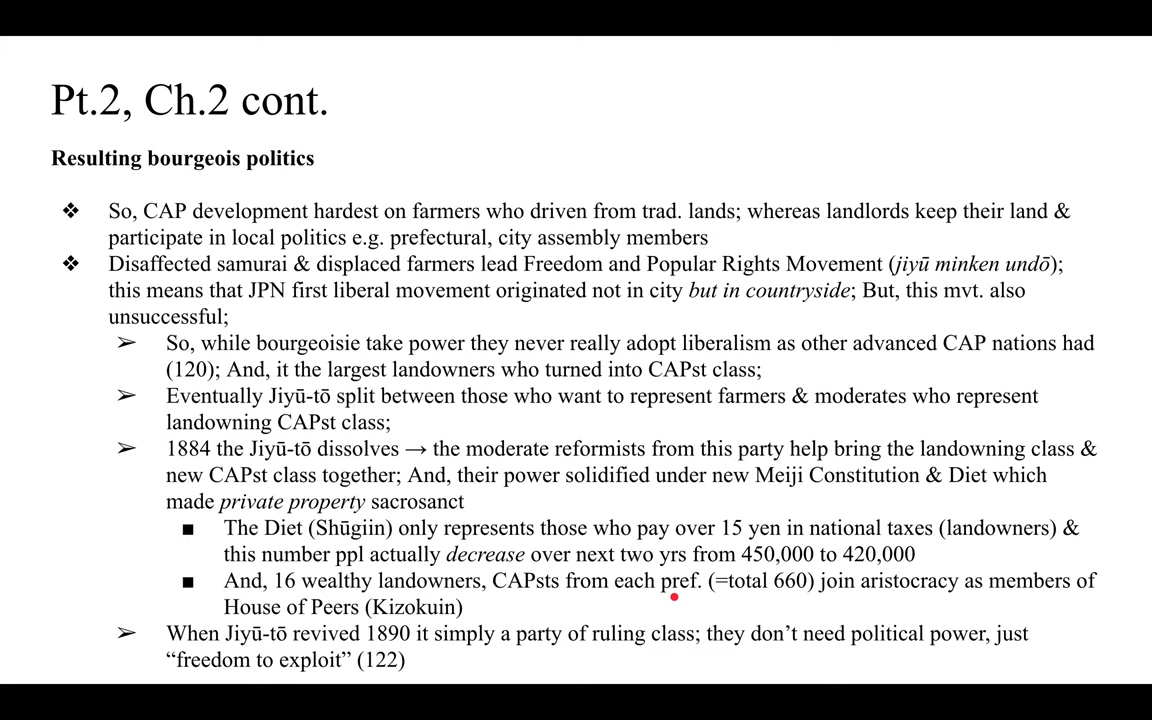 Pt.2, Ch.2 cont.
Resulting bourgeois politics
❖ So, CAP development hardest on farmers who driven from trad. lands; whereas landlords keep their land &
participate in local politics e.g. prefectural, city assembly members
❖ Disaffected samurai & displaced farmers lead Freedom and Popular Rights Movement (jiyū minken undō);
this means that JPN first liberal movement originated not in city but in countryside; But, this mvt. also
unsuccessful;
➢ So, while bourgeoisie take power they never really adopt liberalism as other advanced CAP nations had
(120); And, it the largest landowners who turned into CAPst class;
➢ Eventually Jiyū-tō split between those who want to represent farmers & moderates who represent
landowning CAPst class;
➢ 1884 the Jiyū-tō dissolves → the moderate reformists from this party help bring the landowning class &
new CAPst class together; And, their power solidified under new Meiji Constitution & Diet which
made private property sacrosanct
■ The Diet (Shūgiin) only represents those who pay over 15 yen in national taxes (landowners) &
this number ppl actually decrease over next two yrs from 450,000 to 420,000
■ And, 16 wealthy landowners, CAPsts from each pref. (=total 660) join aristocracy as members of
House of Peers (Kizokuin)
➢ When Jiyū-tō revived 1890 it simply a party of ruling class; they don’t need political power, just
“freedom to exploit” (122)